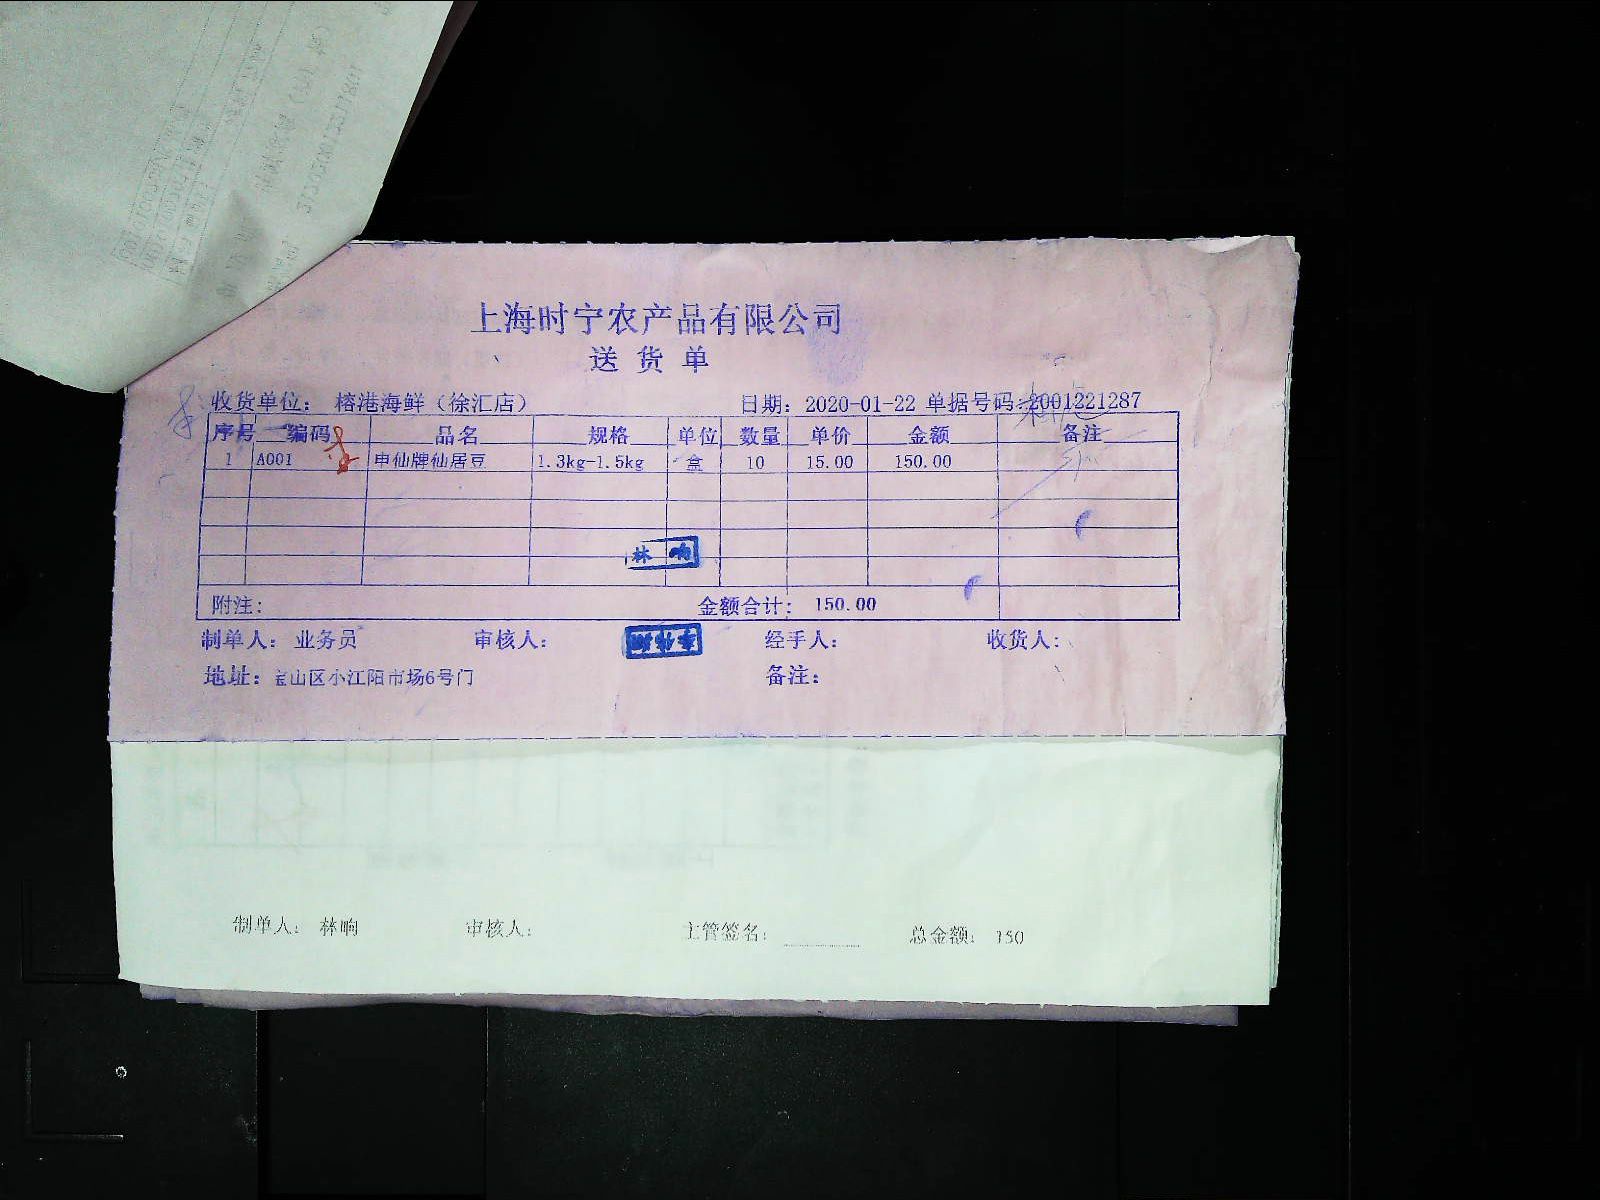 上海时宁农产品有限公司
送货单
收货单位： 榕港海鲜（徐汇店） 日期：2020-01-22 单据号码:2001221287
序号 编码 品名 规格 单位 数量 单价 金额 备注
1 A001 申仙牌仙居豆 1.3kg-1.5kg 盒 10 15.00 150.00
林响
附注： 金额合计： 150.00
制单人： 业务员 审核人： 经手人： 收货人：
地址：宝山区小江阳市场6号门 备注：
制单人： 林响 审核人： 主管签名： 总金额： 150